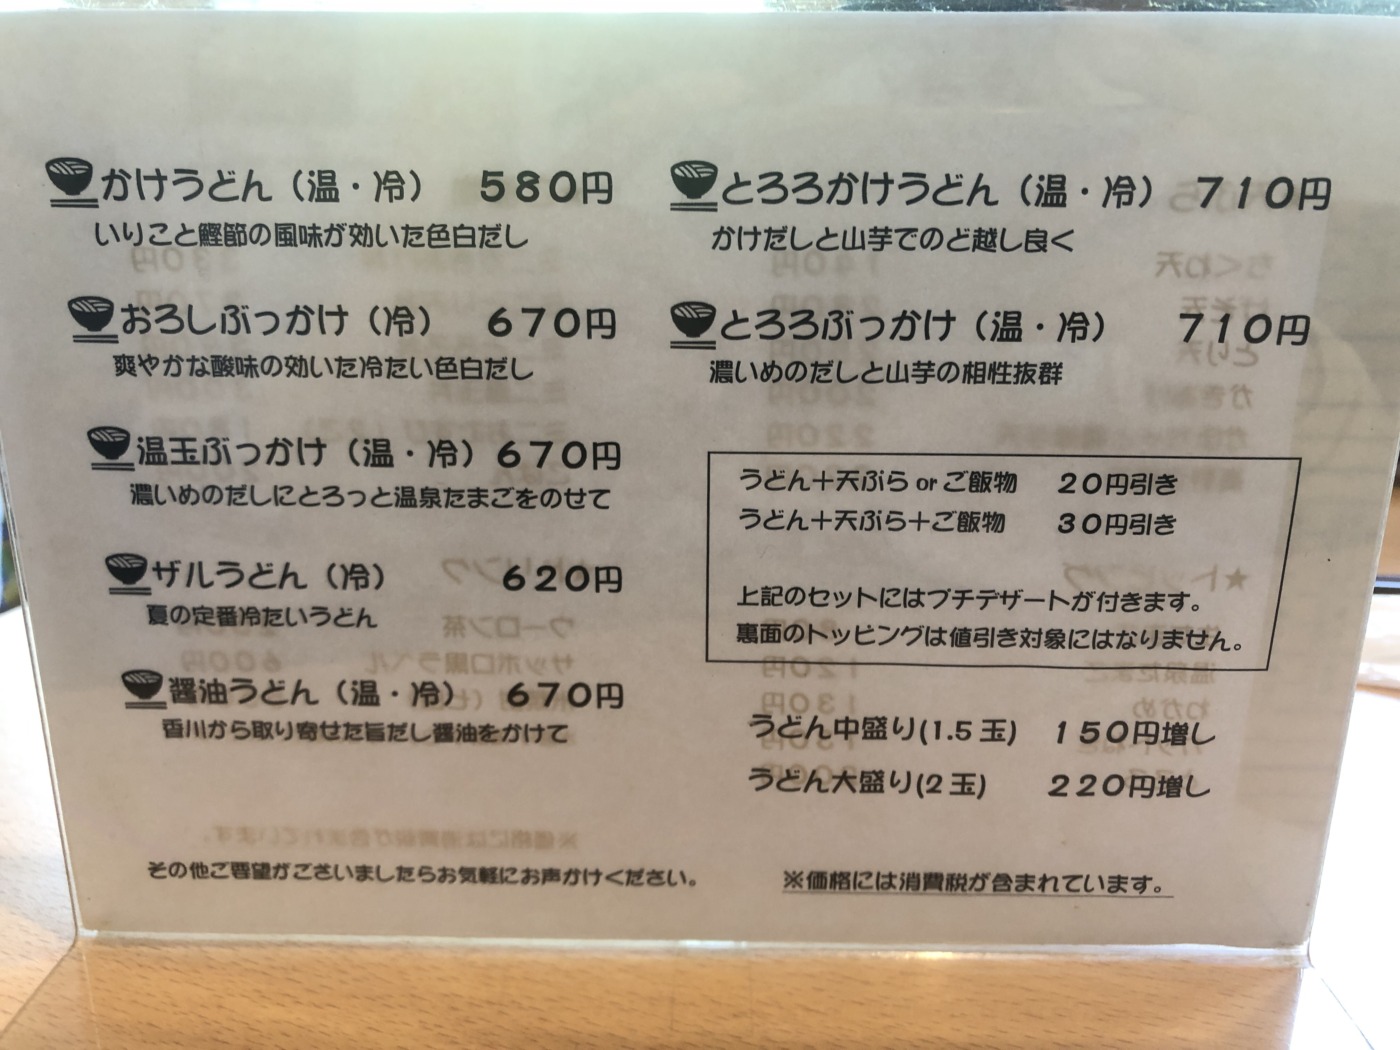 かけうどん（温・冷） 580円
いりこと鰹節の風味が効いた色白だし
おろしぶっかけ（冷） 670円
爽やかな酸味の効いた冷たい色白だし
温玉ぶっかけ（温・冷） 670円
濃いめのだしにとろっと温泉たまごをのせて
ザルうどん（冷） 620円
夏の定番冷たいうどん
醤油うどん（温・冷） 670円
香川から取り寄せた旨だし醤油をかけて
とろろかけうどん（温・冷） 710円
かけだしと山芋でのど越し良く
とろろぶっかけ（温・冷） 710円
濃いめのだしと山芋の相性抜群
うどん＋天ぷら or ご飯物 20円引き
うどん＋天ぷら＋ご飯物 30円引き
上記のセットにはプチデザートが付きます。
裏面のトッピングは値引き対象にはなりません。
うどん中盛り(1.5 玉) 150円増し
うどん大盛り(2 玉) 220円増し
その他ご要望がございましたらお気軽にお声かけください。
※価格には消費税が含まれています。